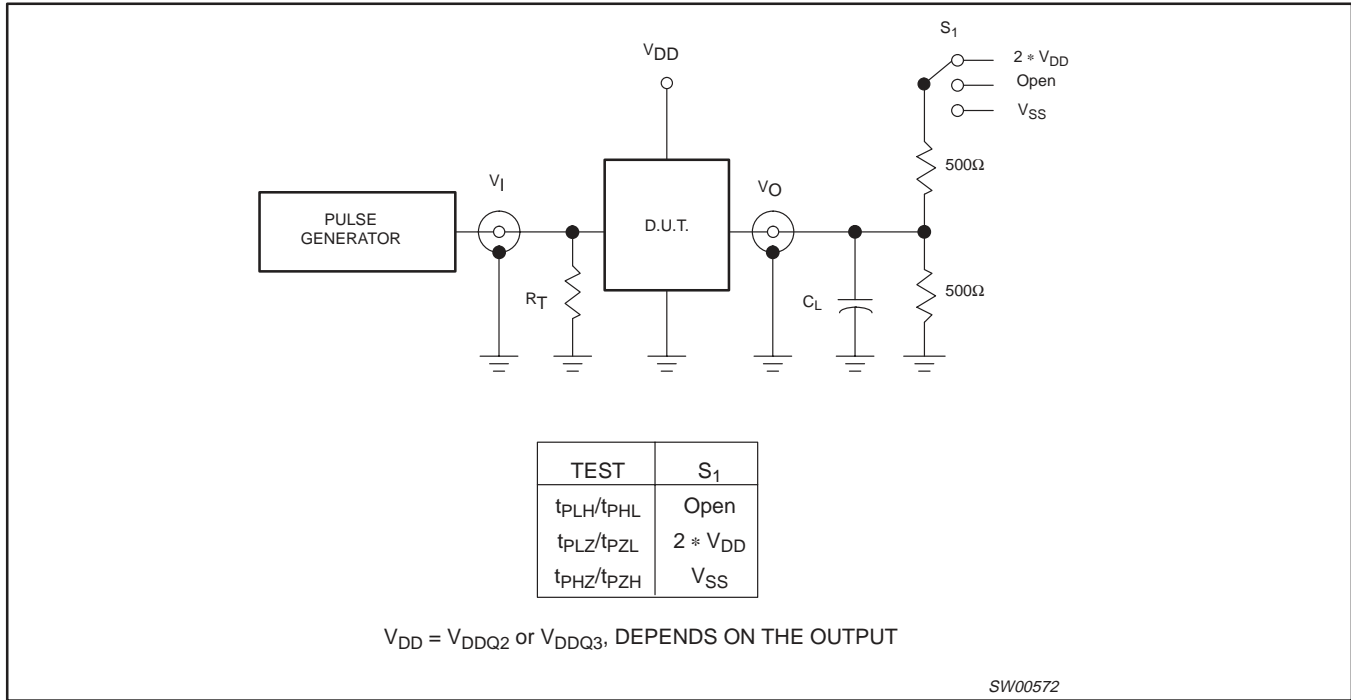 S1
VDD
2 * VDD
Open
VSS
500Ω
VI
VO
PULSE
GENERATOR
D.U.T.
RT
CL
500Ω
TEST S1
tPLH/tPHL Open
tPLZ/tPZL 2 * VDD
tPHZ/tPZH VSS
VDD = VDDQ2 or VDDQ3, DEPENDS ON THE OUTPUT
SW00572